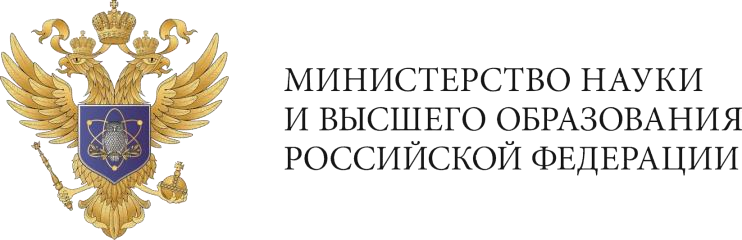 МИНИСТЕРСТВО НАУКИ
И ВЫСШЕГО ОБРАЗОВАНИЯ
РОССИЙСКОЙ ФЕДЕРАЦИИ